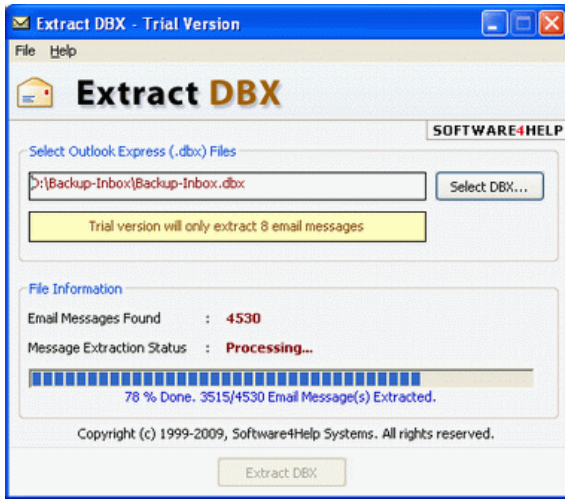 Extract DBX - Trial Version
File Help
Extract DBX
SOFTWARE4HELP
Select Outlook Express (.dbx) Files
D:\Backup-Inbox\Backup-Inbox.dbx
Select DBX...
Trial version will only extract 8 email messages
File Information
Email Messages Found : 4530
Message Extraction Status : Processing...
78 % Done. 3515/4530 Email Message(s) Extracted.
Copyright (c) 1999-2009, Software4Help Systems. All rights reserved.
Extract DBX